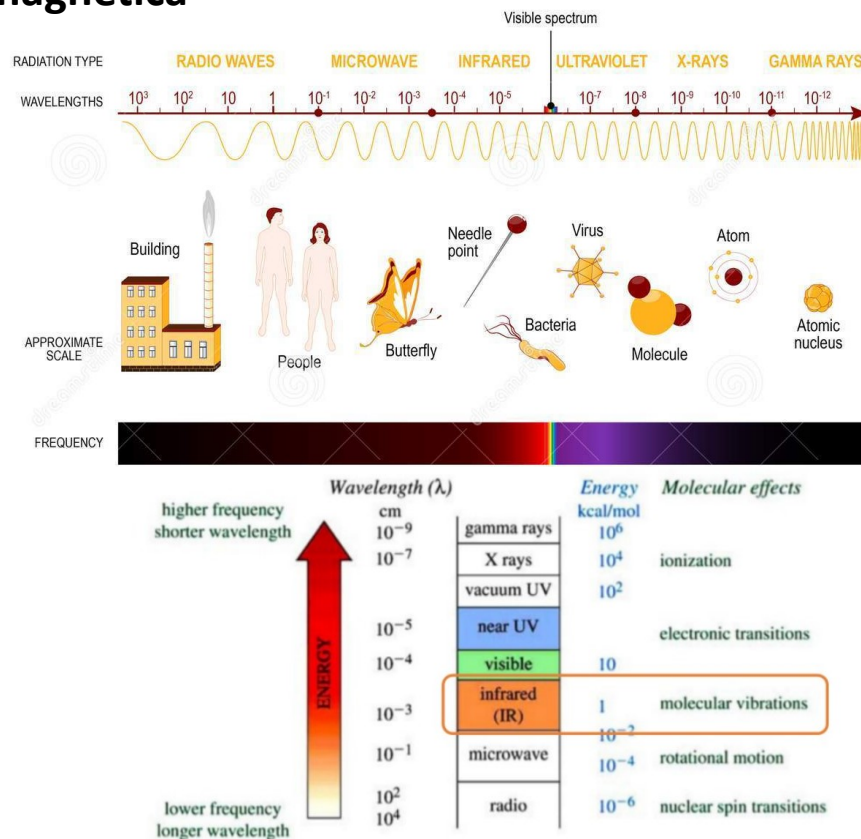 magnetica
Visible spectrum
RADIATION TYPE RADIO WAVES MICROWAVE INFRARED ULTRAVIOLET X-RAYS GAMMA RAYS
WAVELENGTHS 10³ 10² 10 1 10⁻¹ 10⁻² 10⁻³ 10⁻⁴ 10⁻⁵ 10⁻⁷ 10⁻⁸ 10⁻⁹ 10⁻¹⁰ 10⁻¹¹ 10⁻¹²
Building
Needle
point
Virus
Atom
APPROXIMATE
SCALE
People
Butterfly
Bacteria
Molecule
Atomic
nucleus
FREQUENCY
Wavelength (λ) Energy Molecular effects
cm kcal/mol
higher frequency
shorter wavelength
10⁻⁹ gamma rays 10⁶
10⁻⁷ X rays 10⁴ ionization
vacuum UV 10²
10⁻⁵ near UV electronic transitions
10⁻⁴ visible 10
ENERGY
10⁻³ infrared
(IR) 1 molecular vibrations
10⁻²
10⁻¹ microwave 10⁻⁴ rotational motion
10² radio 10⁻⁶ nuclear spin transitions
10⁴
lower frequency
longer wavelength